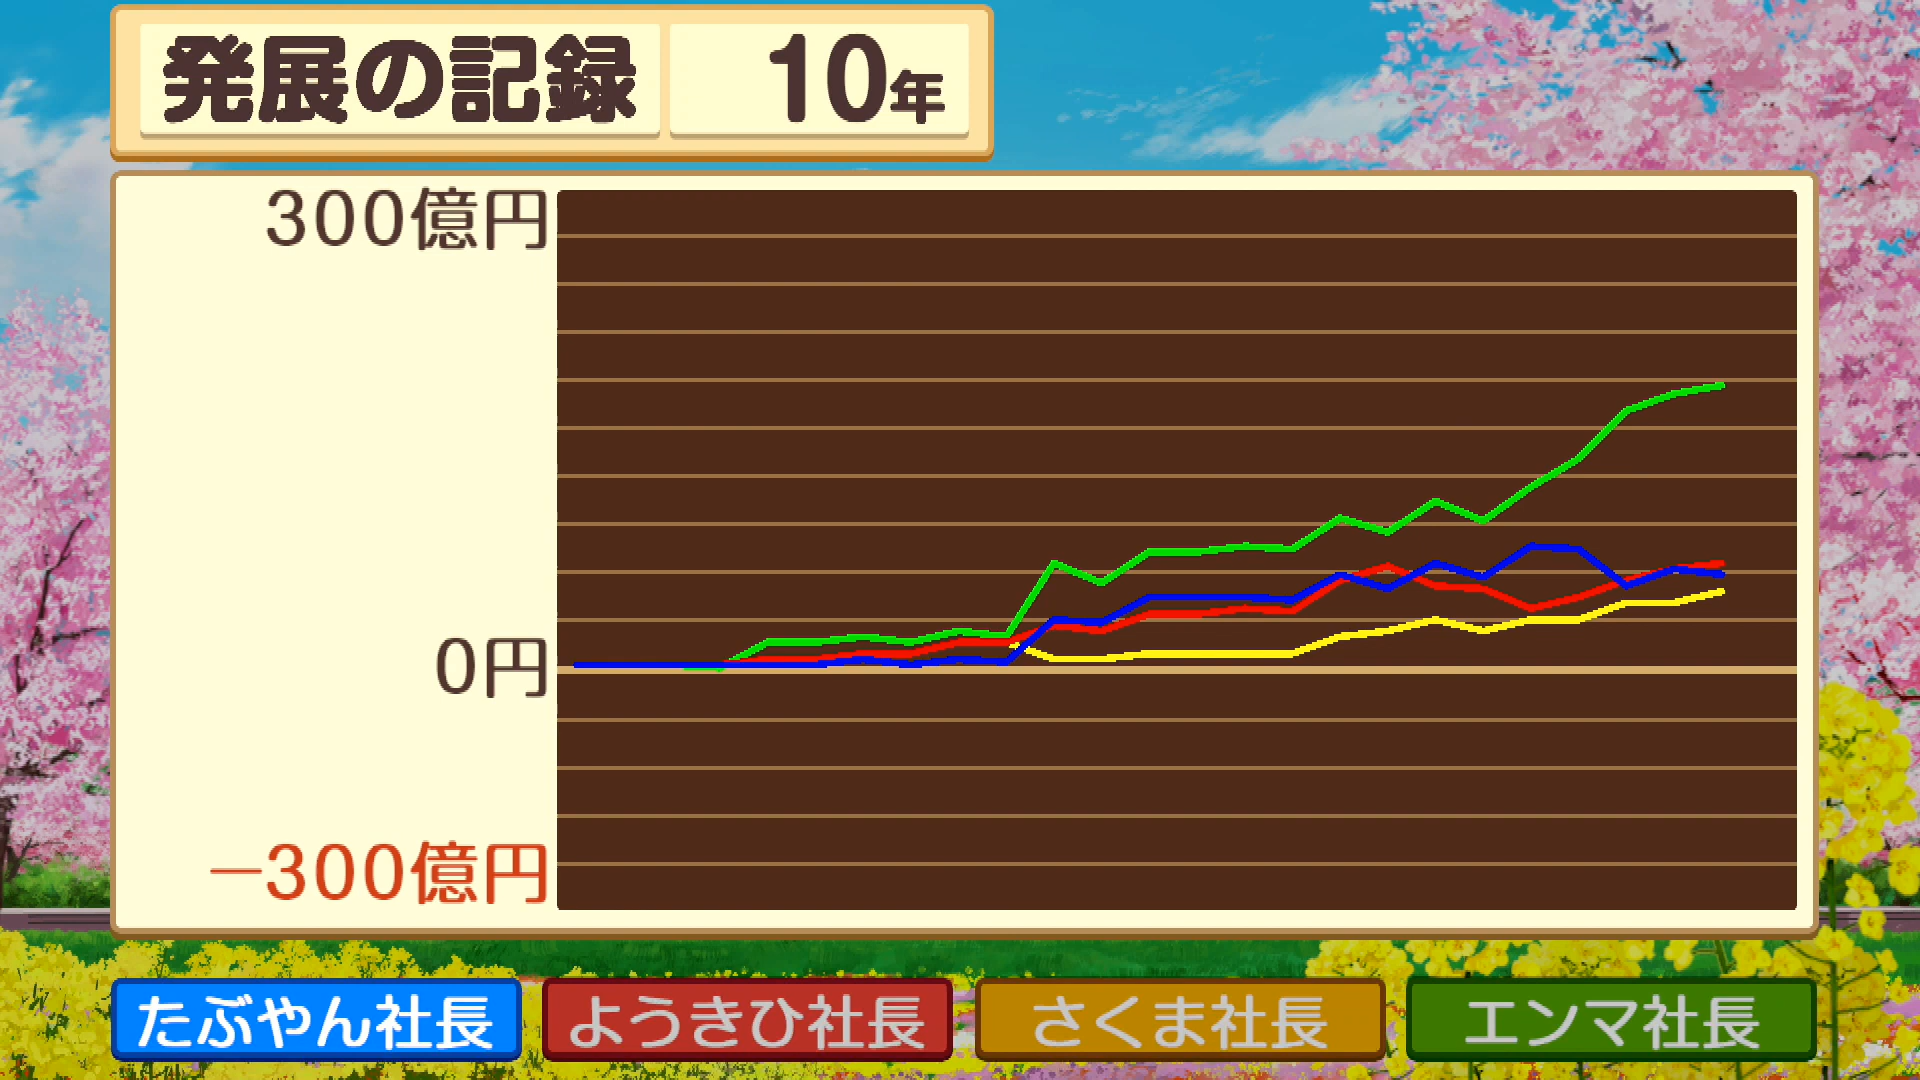 発展の記録 10年
300億円
0円
－300億円
たぶやん社長 ようきひ社長 さくま社長 エンマ社長